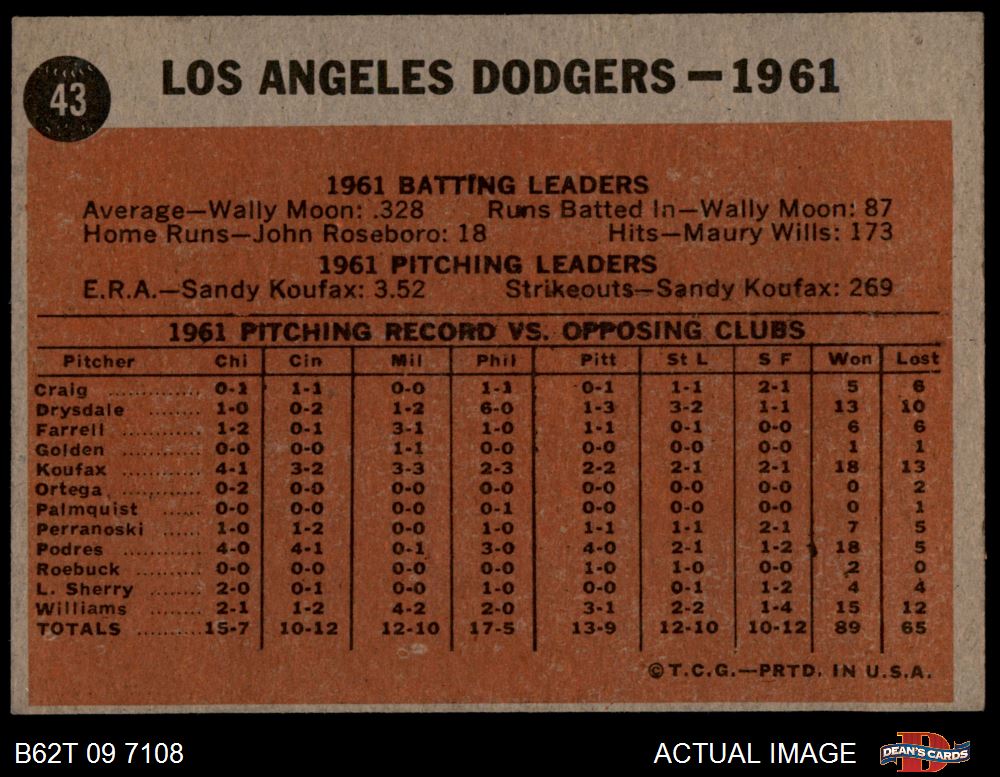 43
LOS ANGELES DODGERS—1961
1961 BATTING LEADERS
Average—Wally Moon: .328 Runs Batted In—Wally Moon: 87
Home Runs—John Roseboro: 18 Hits—Maury Wills: 173
1961 PITCHING LEADERS
E.R.A.—Sandy Koufax: 3.52 Strikeouts—Sandy Koufax: 269
1961 PITCHING RECORD VS. OPPOSING CLUBS
Pitcher Chi Cin Mil Phil Pitt St L S F Won Lost
Craig ............ 0-1 1-1 0-0 1-1 0-1 1-1 2-1 5 6
Drysdale ........ 1-0 0-2 1-2 6-0 1-3 3-2 1-1 13 10
Farrell ........... 1-2 0-1 3-1 1-0 1-1 0-1 0-0 6 6
Golden .......... 0-0 0-0 1-1 0-0 0-0 0-0 0-0 1 1
Koufax .......... 4-1 3-2 3-3 2-3 2-2 2-1 2-1 18 13
Ortega ........... 0-2 0-0 0-0 0-0 0-0 0-0 0-0 0 2
Palmquist ...... 0-0 0-0 0-0 0-1 0-0 0-0 0-0 0 1
Perranoski ...... 1-0 1-2 0-0 1-0 1-1 1-1 2-1 7 5
Podres .......... 4-0 4-1 0-1 3-0 4-0 2-1 1-2 18 5
Roebuck ........ 0-0 0-0 0-0 0-0 1-0 1-0 0-0 2 0
L. Sherry ........ 2-0 0-1 0-0 1-0 0-0 0-1 1-2 4 4
Williams ........ 2-1 1-2 4-2 2-0 3-1 2-2 1-4 15 12
TOTALS ......... 15-7 10-12 12-10 17-5 13-9 12-10 10-12 89 65
©T.C.G.—PRTD. IN U.S.A.
B62T 09 7108 ACTUAL IMAGE
DEAN'S CARDS